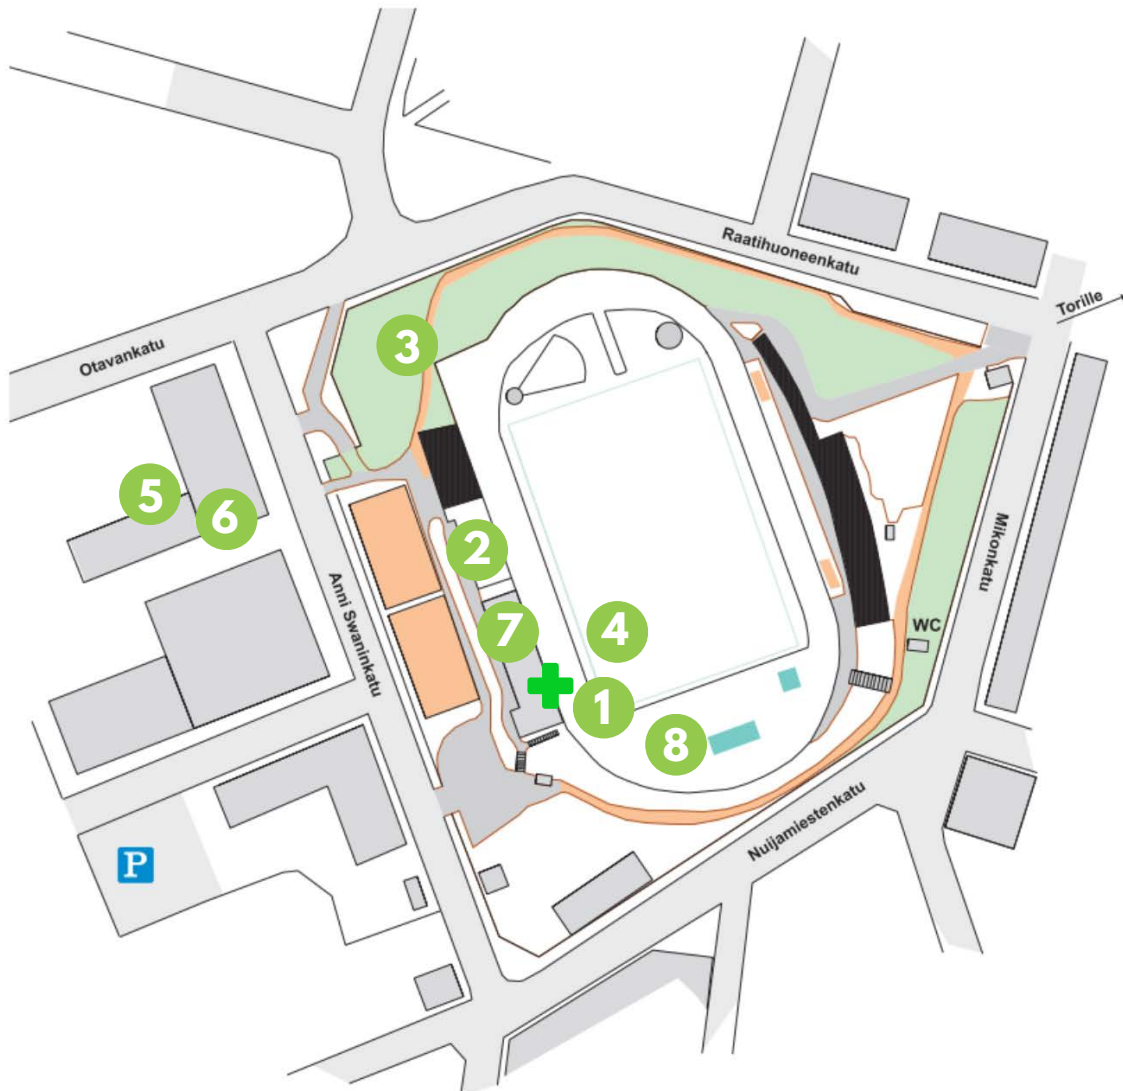 Raatihuoneenkatu
Torille
Otavankatu
3
5
6
2
Mikonkatu
Anni Swaninkatu
7
4
WC
1
8
Nuijamiestenkatu
P